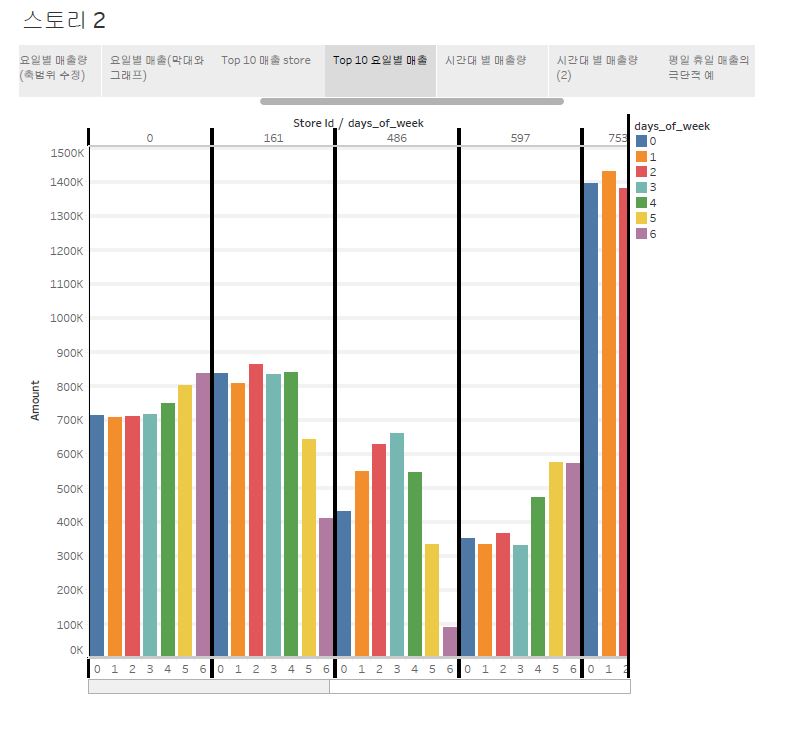 스토리 2
요일별 매출량
(축범위 수정)
요일별 매출(막대와
그래프)
Top 10 매출 store
Top 10 요일별 매출
시간대 별 매출량
시간대 별 매출량
(2)
평일 휴일 매출의
극단적 예
Store Id / days_of_week
0 161 486 597 753
days_of_week
0
1
2
3
4
5
6
1500K
1400K
1300K
1200K
1100K
1000K
900K
800K
700K
600K
500K
400K
300K
200K
100K
0K
Amount
0 1 2 3 4 5 6 0 1 2 3 4 5 6 0 1 2 3 4 5 6 0 1 2 3 4 5 6 0 1 2